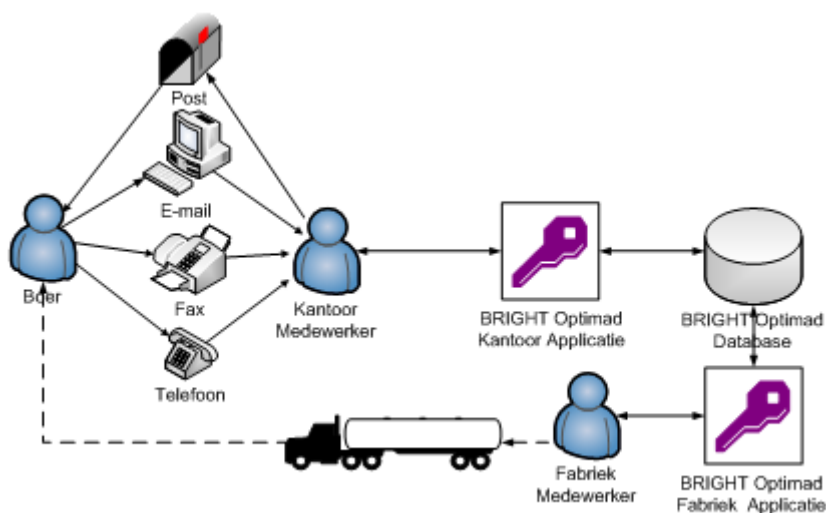 Post
E-mail
Boer
Fax
Kantoor
Medewerker
Telefoon
BRIGHT Optimad
Kantoor Applicatie
BRIGHT Optimad
Database
Fabriek
Medewerker
BRIGHT Optimad
Fabriek Applicatie